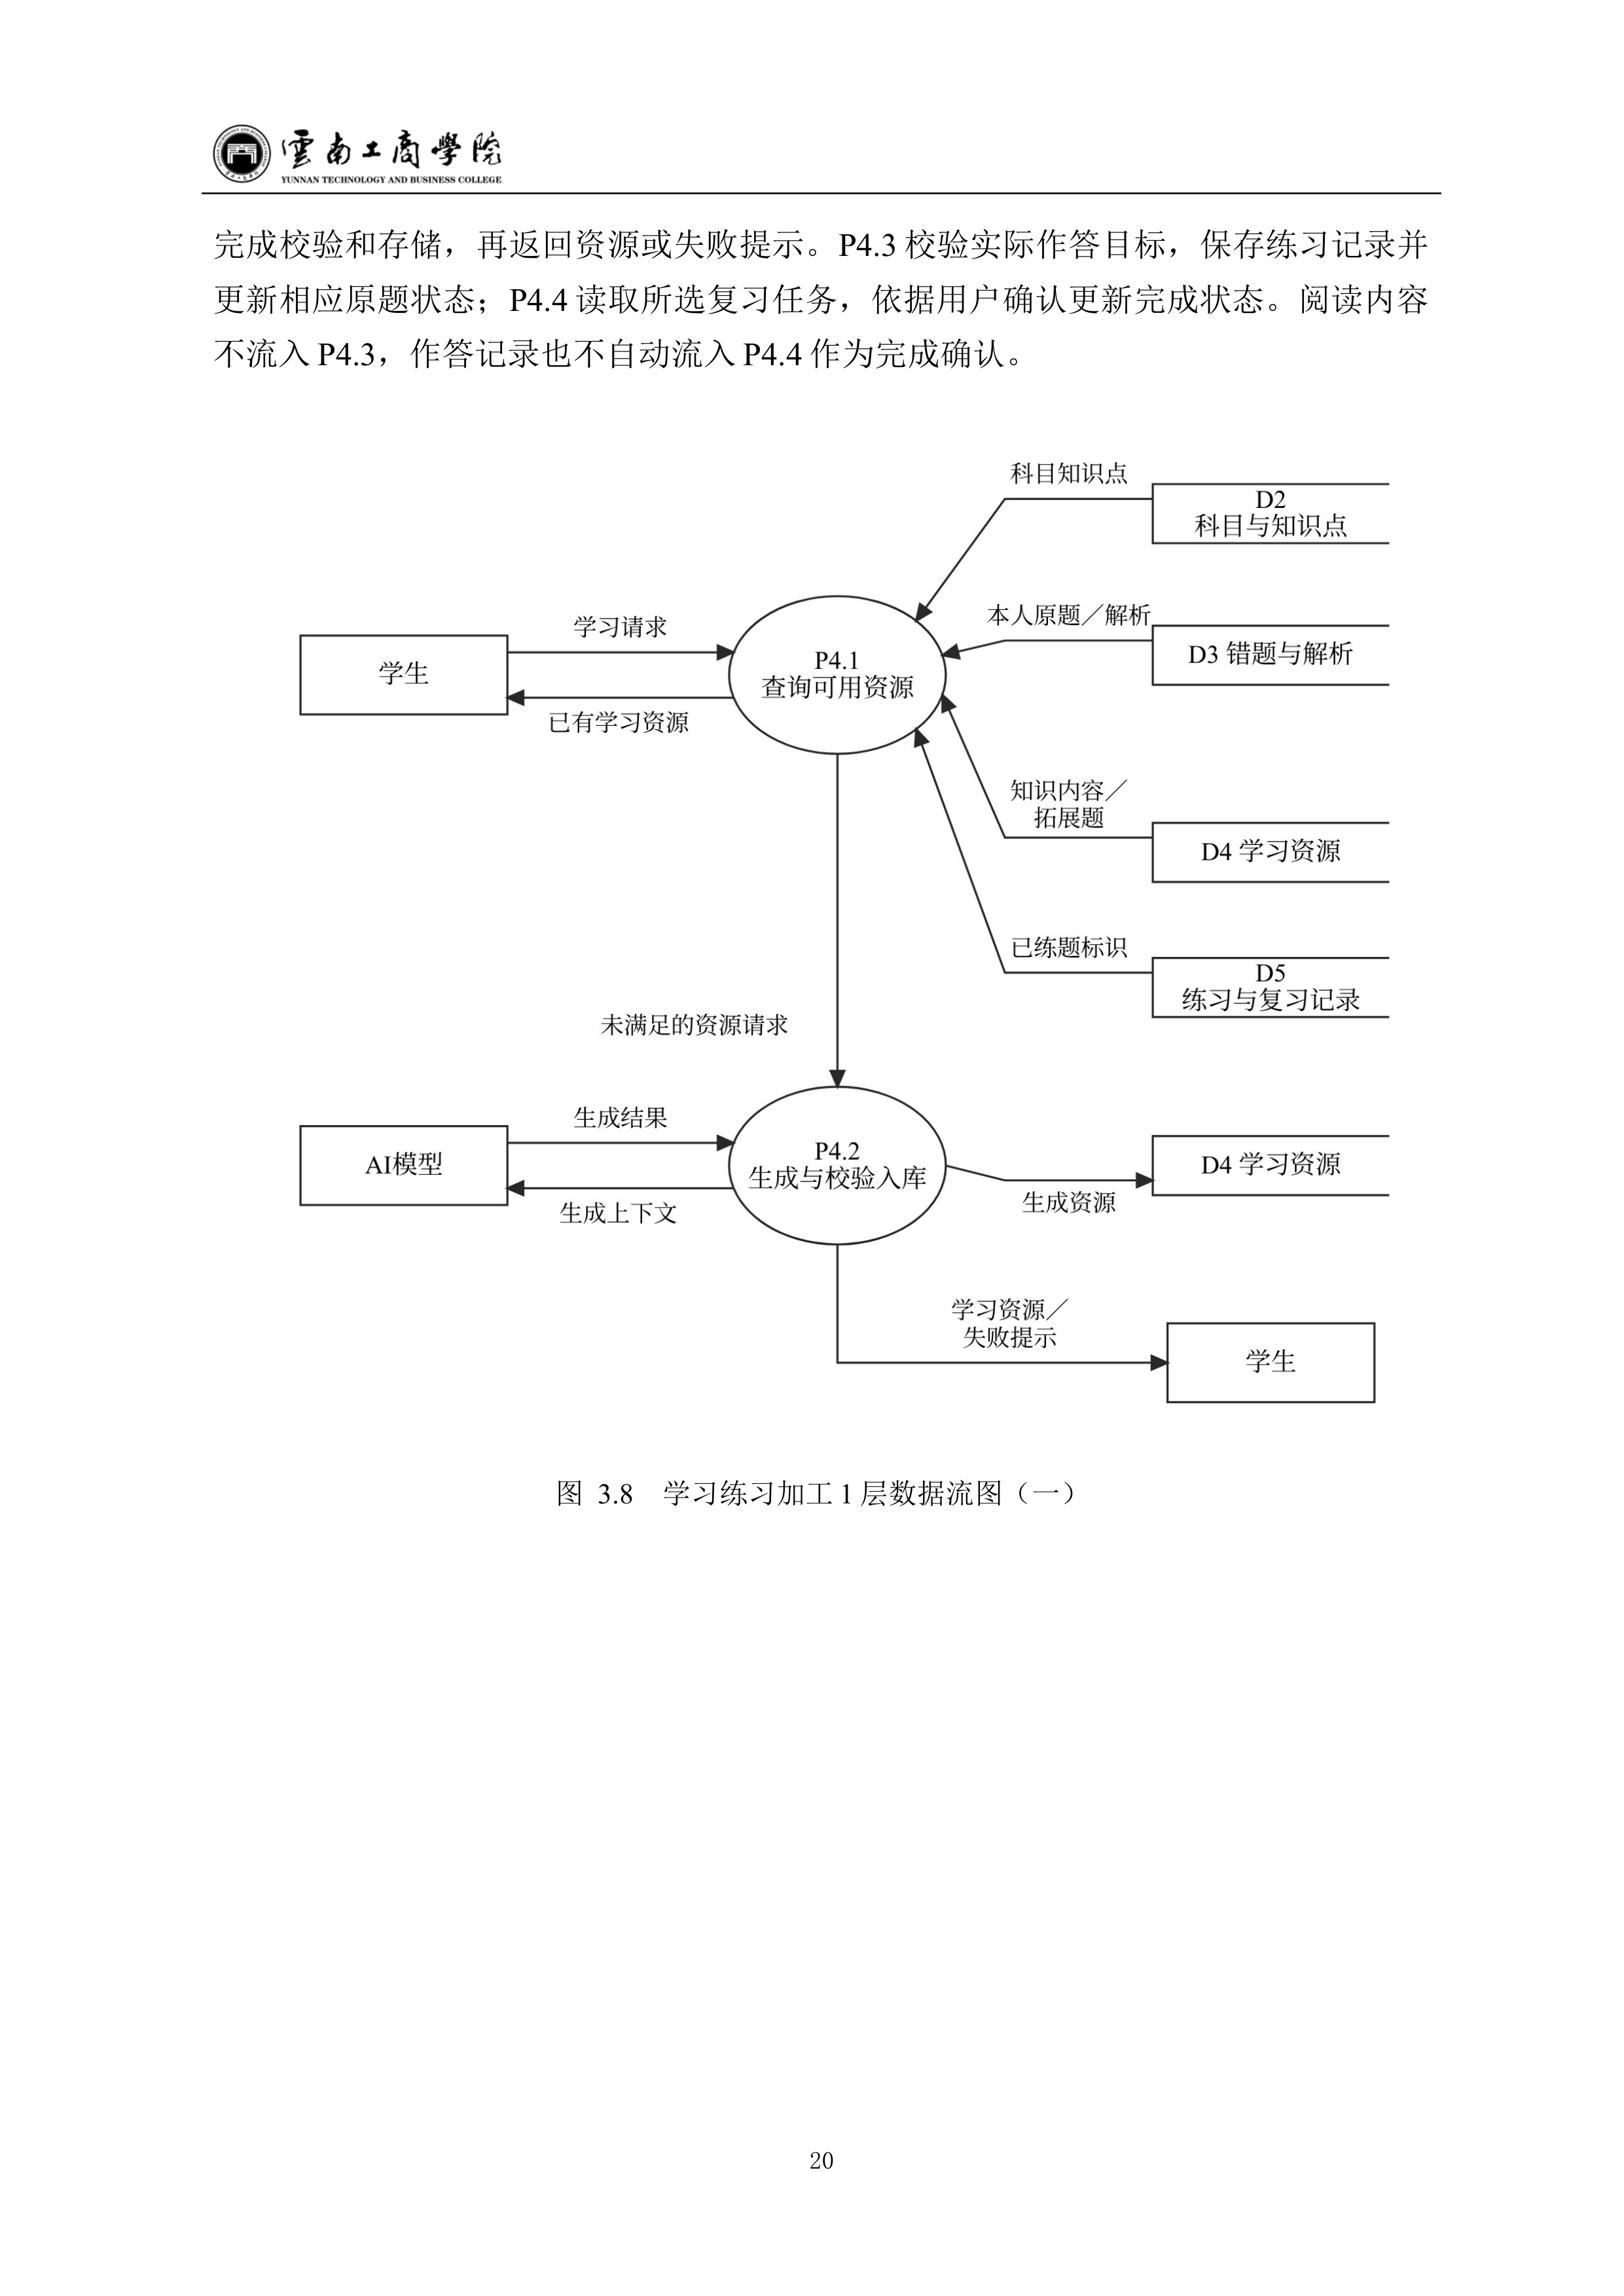 雲南工商學院
YUNNAN TECHNOLOGY AND BUSINESS COLLEGE
完成校验和存储，再返回资源或失败提示。P4.3 校验实际作答目标，保存练习记录并
更新相应原题状态；P4.4 读取所选复习任务，依据用户确认更新完成状态。阅读内容
不流入 P4.3，作答记录也不自动流入 P4.4 作为完成确认。
科目知识点
D2
科目与知识点
本人原题／解析
D3 错题与解析
学习请求
学生
P4.1
查询可用资源
已有学习资源
知识内容／
拓展题
D4 学习资源
已练题标识
D5
练习与复习记录
未满足的资源请求
生成结果
AI模型
P4.2
生成与校验入库
D4 学习资源
生成资源
生成上下文
学习资源／
失败提示
学生
图 3.8 学习练习加工 1 层数据流图（一）
20